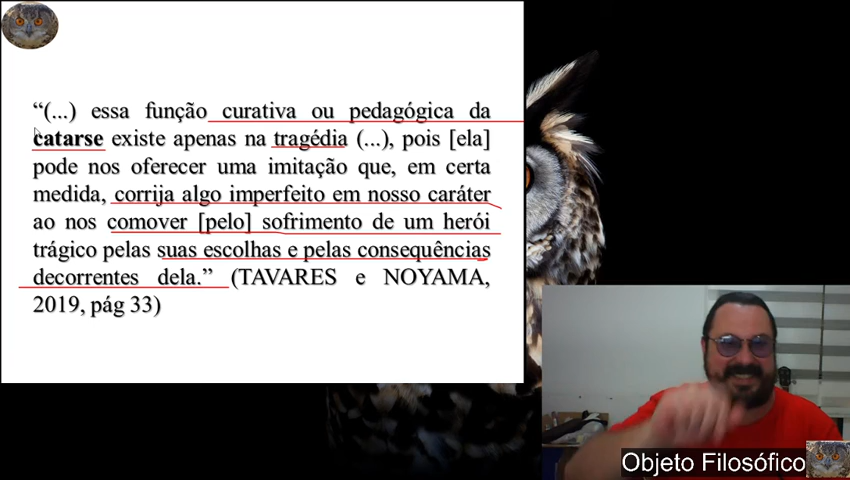 “(...) essa função curativa ou pedagógica da
catarse existe apenas na tragédia (...), pois [ela]
pode nos oferecer uma imitação que, em certa
medida, corrija algo imperfeito em nosso caráter
ao nos comover [pelo] sofrimento de um herói
trágico pelas suas escolhas e pelas consequências
decorrentes dela.” (TAVARES e NOYAMA,
2019, pág 33)
Objeto Filosófico